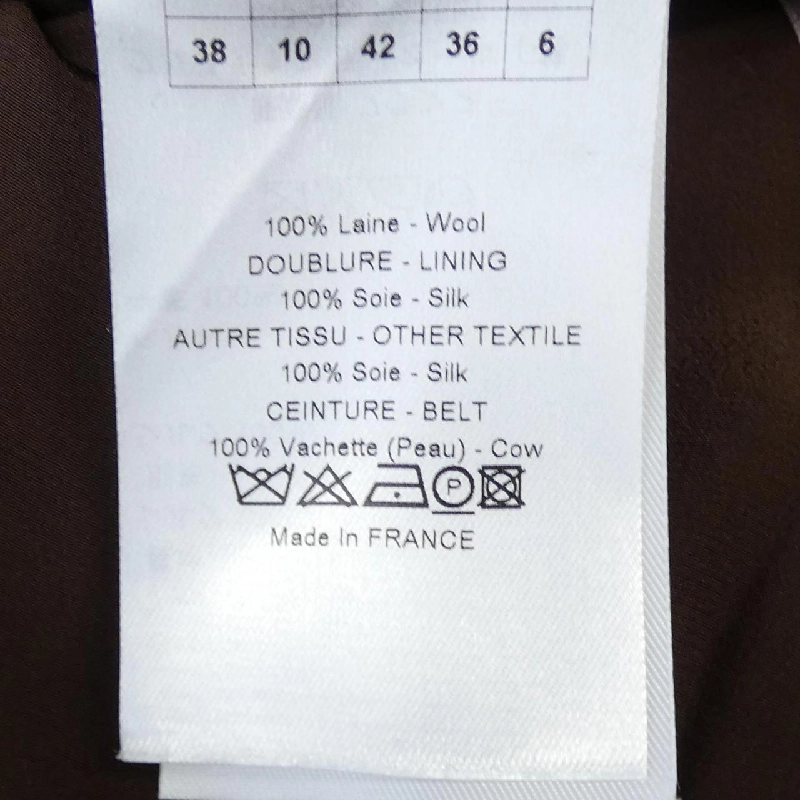 38 10 42 36 6
100% Laine - Wool
DOUBLURE - LINING
100% Soie - Silk
AUTRE TISSU - OTHER TEXTILE
100% Soie - Silk
CEINTURE - BELT
100% Vachette (Peau) - Cow
P
Made In FRANCE